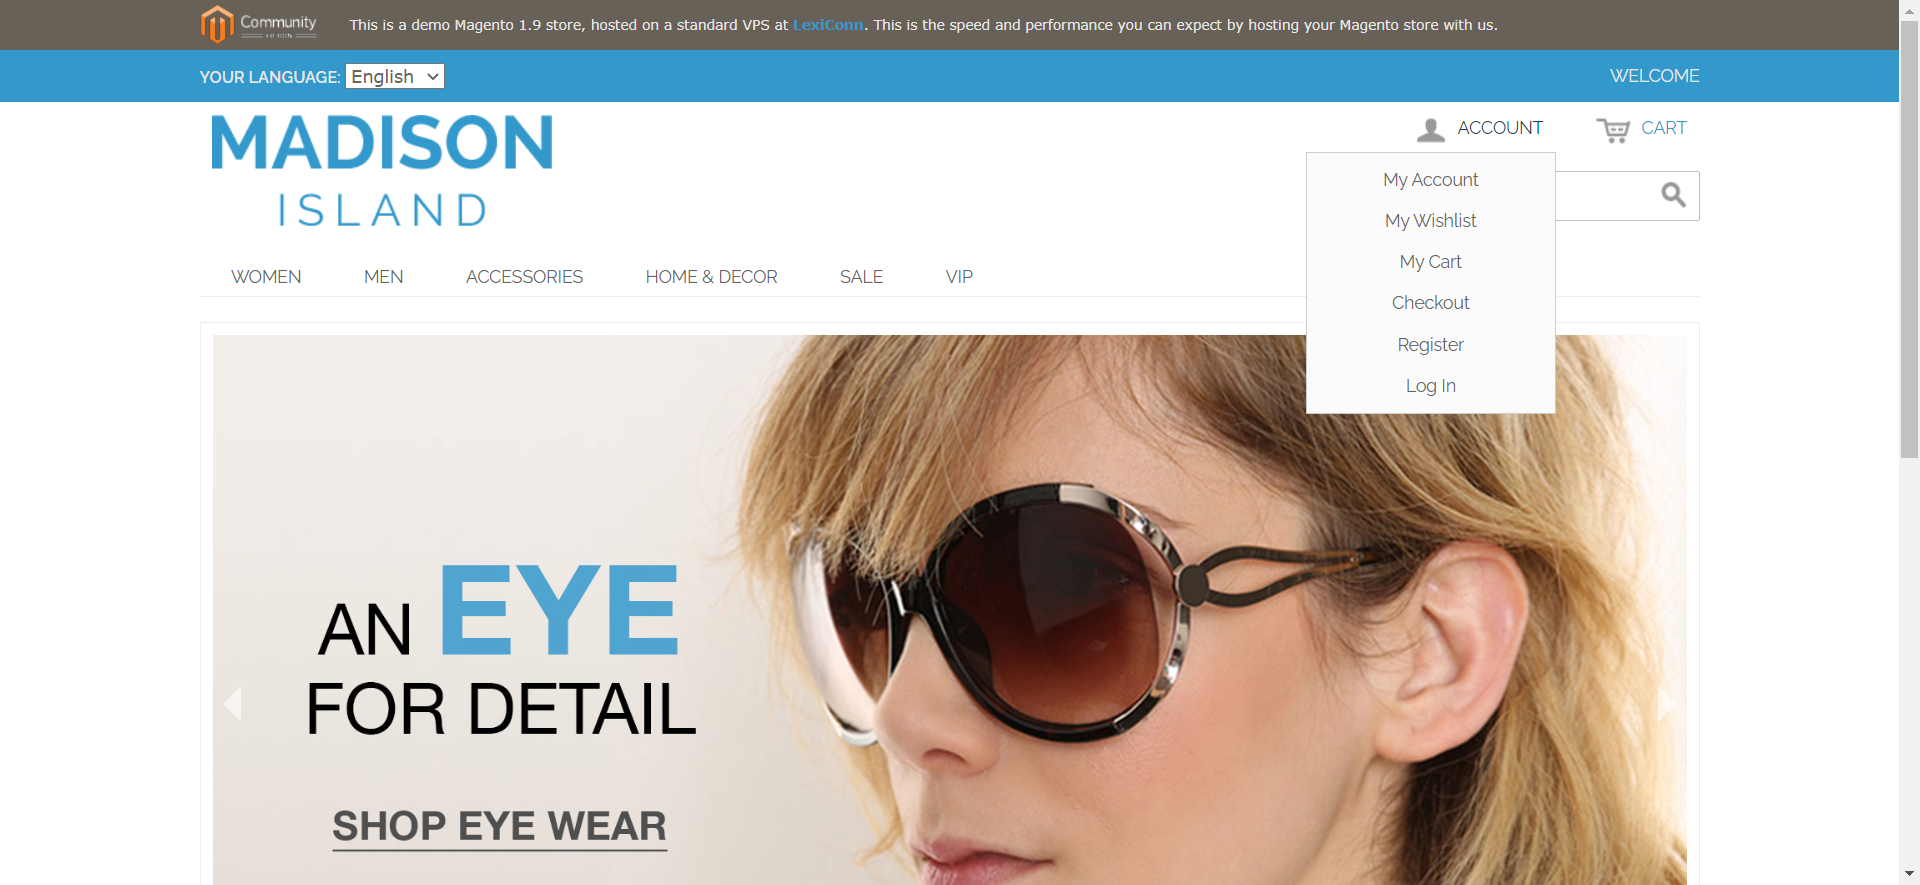 Community
This is a demo Magento 1.9 store, hosted on a standard VPS at LexiConn. This is the speed and performance you can expect by hosting your Magento store with us.
YOUR LANGUAGE: English
WELCOME
MADISON
ISLAND
ACCOUNT
CART
My Account
My Wishlist
My Cart
Checkout
Register
Log In
WOMEN
MEN
ACCESSORIES
HOME & DECOR
SALE
VIP
AN EYE
FOR DETAIL
SHOP EYE WEAR